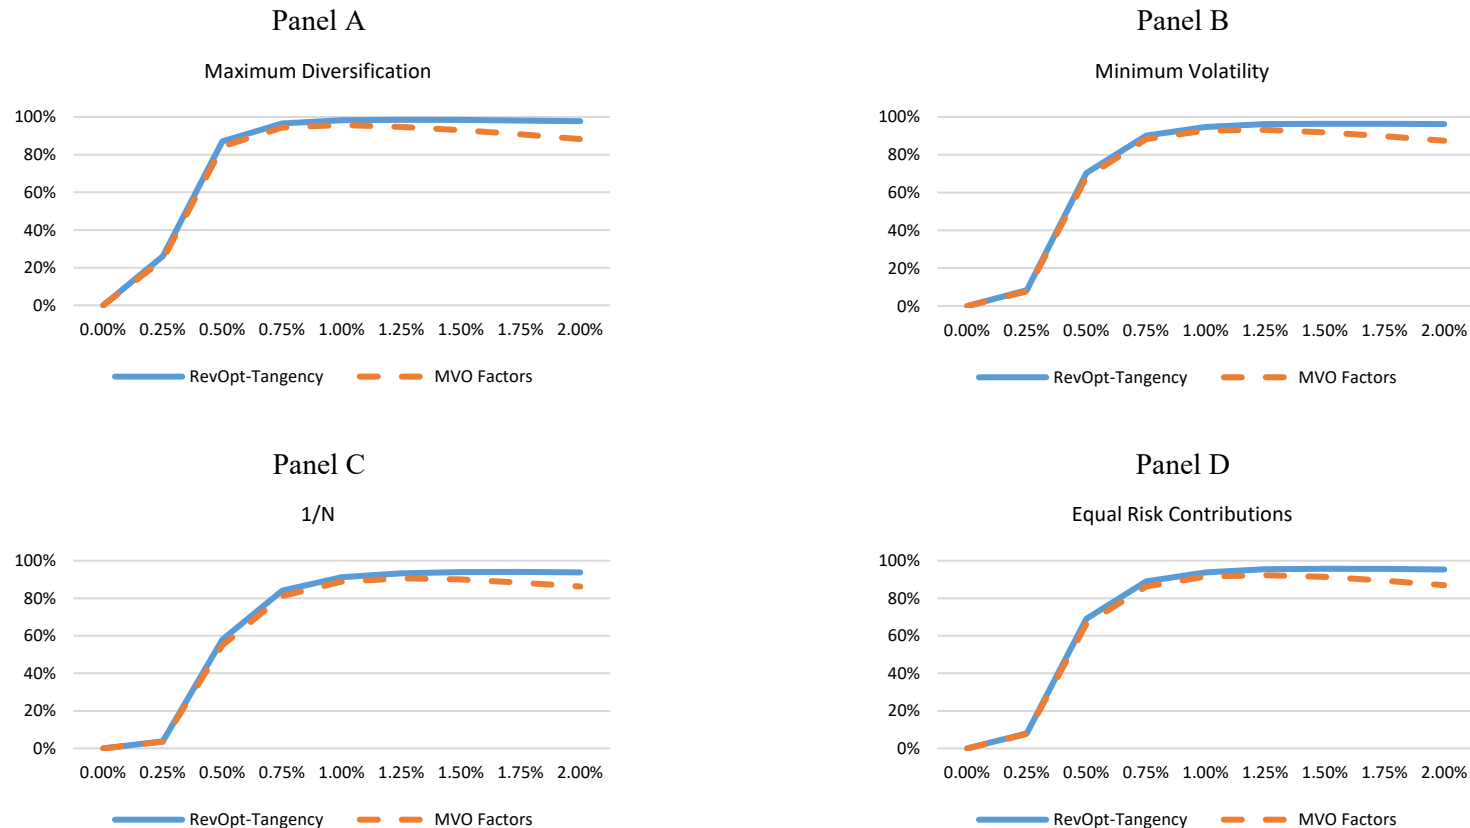 Panel A
Maximum Diversification
100%
80%
60%
40%
20%
0%
0.00% 0.25% 0.50% 0.75% 1.00% 1.25% 1.50% 1.75% 2.00%
RevOpt-Tangency MVO Factors
Panel B
Minimum Volatility
100%
80%
60%
40%
20%
0%
0.00% 0.25% 0.50% 0.75% 1.00% 1.25% 1.50% 1.75% 2.00%
RevOpt-Tangency MVO Factors
Panel C
1/N
100%
80%
60%
40%
20%
0%
0.00% 0.25% 0.50% 0.75% 1.00% 1.25% 1.50% 1.75% 2.00%
RevOpt-Tangency MVO Factors
Panel D
Equal Risk Contributions
100%
80%
60%
40%
20%
0%
0.00% 0.25% 0.50% 0.75% 1.00% 1.25% 1.50% 1.75% 2.00%
RevOpt-Tangency MVO Factors